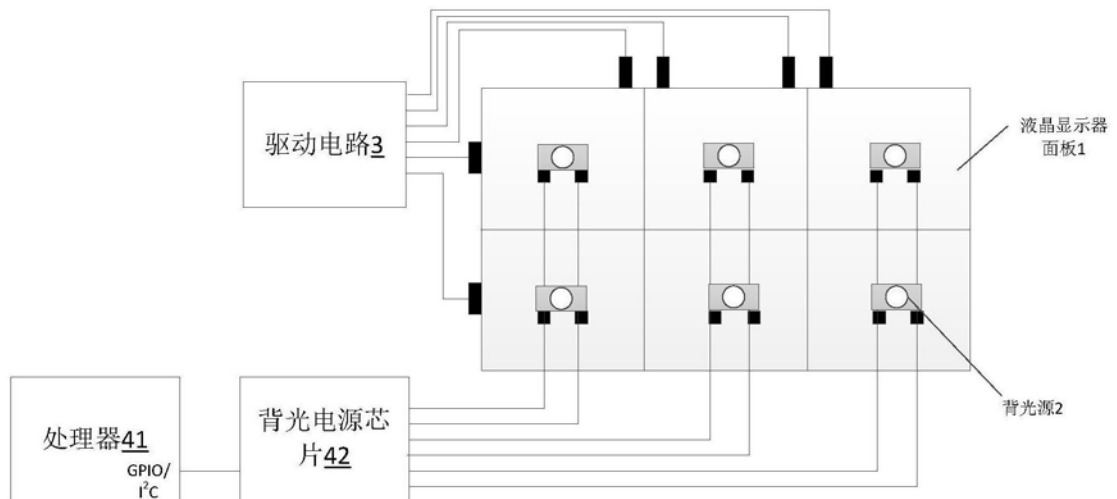 驱动电路3
液晶显示器
面板1
背光源2
处理器41
GPIO/
I²C
背光电源芯
片42